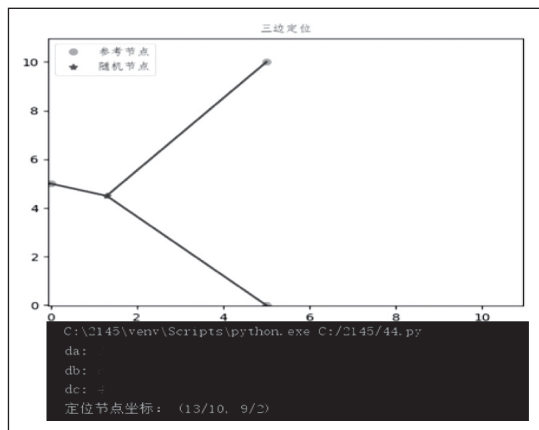 三边定位
参考节点
随机节点
10
8
6
4
2
0
0 2 4 6 8 10
C:\2145\venv\Scripts\python.exe C:/2145/44.py
da:
db:
dc:
定位节点坐标： (13/10, 9/2)